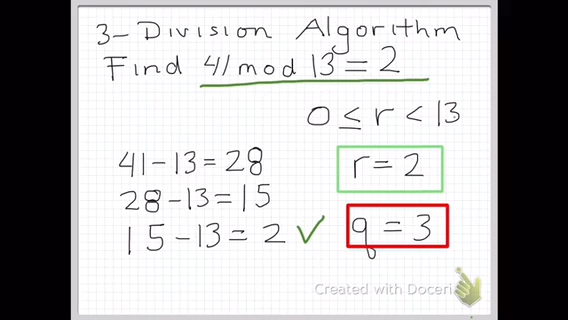 3- Division Algorithm
Find 41 mod 13 = 2
0 ≤ r < 13
41 - 13 = 28
r = 2
28 - 13 = 15
15 - 13 = 2 ✓
q = 3
Created with Doceri